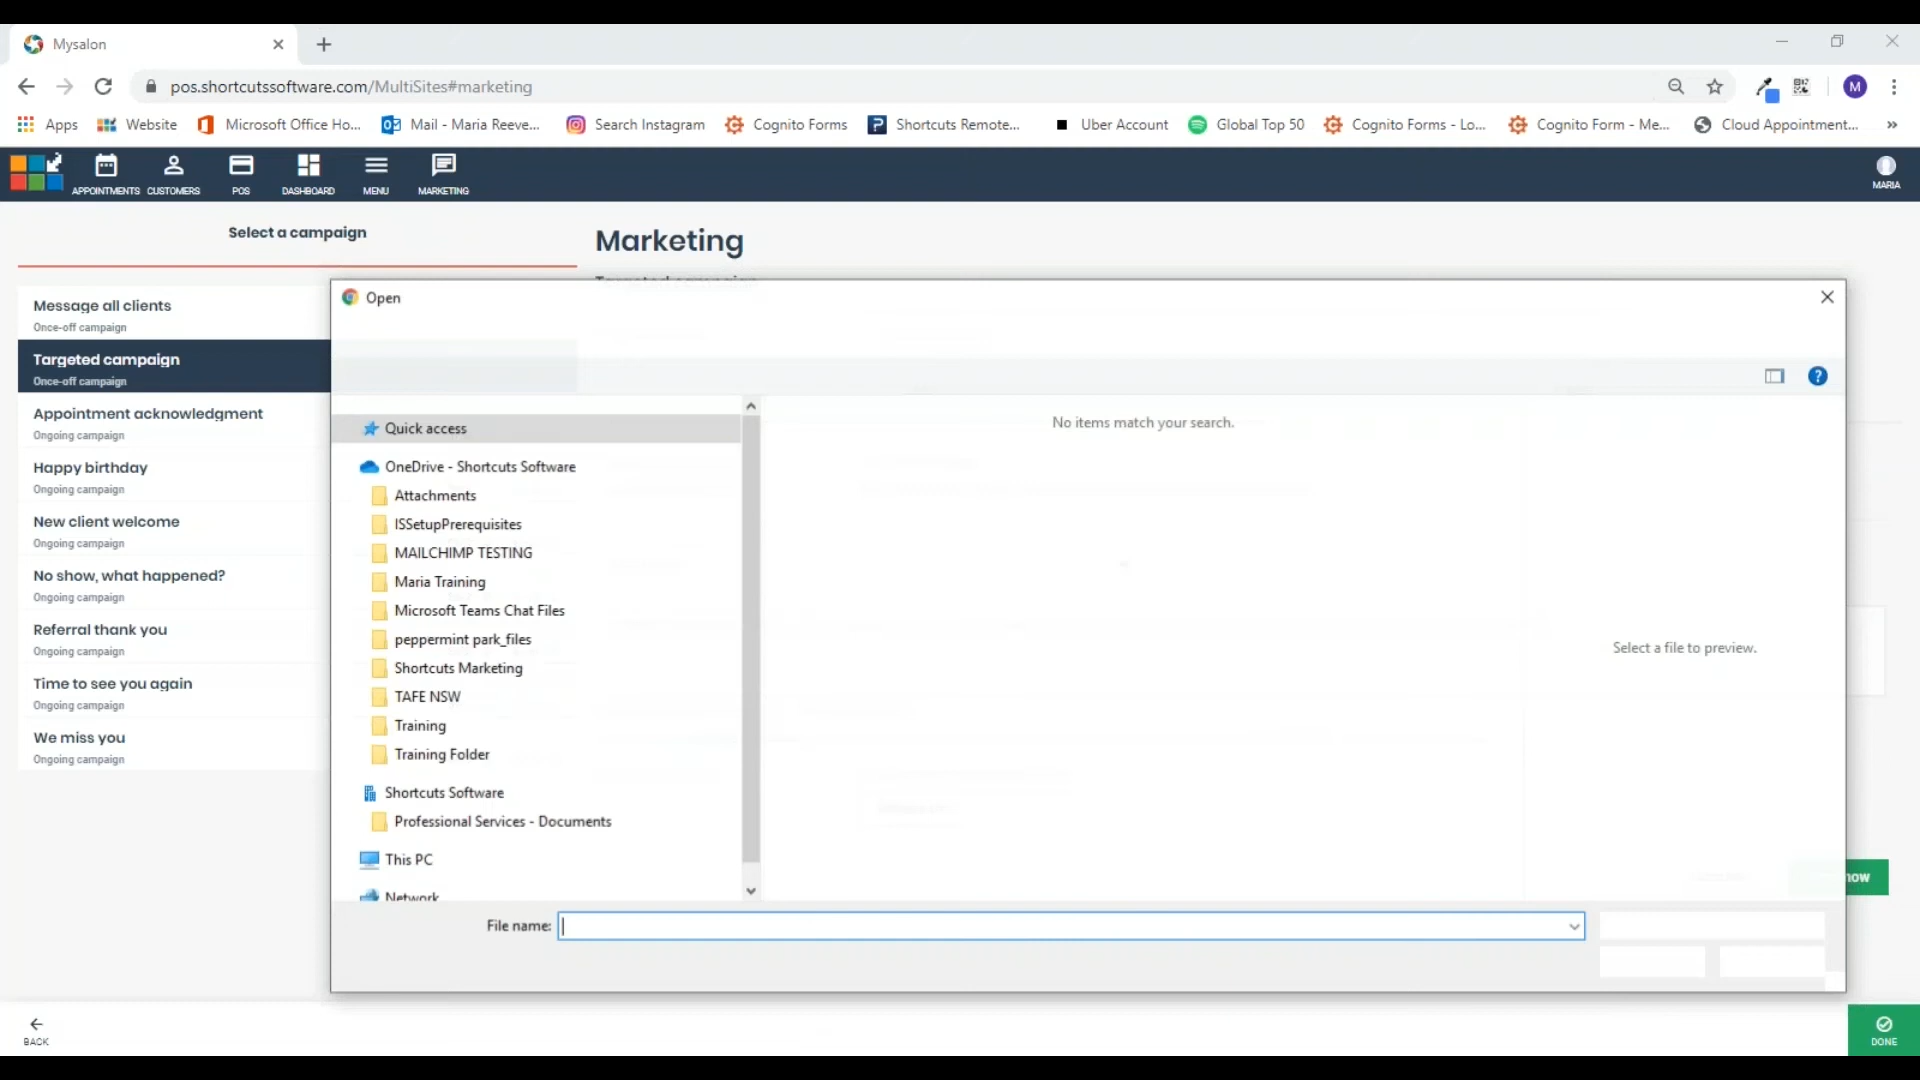 Mysalon
pos.shortcutssoftware.com/MultiSites#marketing
M
Apps
Website
Microsoft Office Ho...
Mail - Maria Reeve...
Search Instagram
Cognito Forms
Shortcuts Remote...
Uber Account
Global Top 50
Cognito Forms - Lo...
Cognito Form - Me...
Cloud Appointment...
»
APPOINTMENTS
CUSTOMERS
POS
DASHBOARD
MENU
MARKETING
MARIA
Select a campaign
Message all clients
Once-off campaign
Targeted campaign
Once-off campaign
Appointment acknowledgment
Ongoing campaign
Happy birthday
Ongoing campaign
New client welcome
Ongoing campaign
No show, what happened?
Ongoing campaign
Referral thank you
Ongoing campaign
Time to see you again
Ongoing campaign
We miss you
Ongoing campaign
Marketing
Targeted campaign
Open
?
Quick access
OneDrive - Shortcuts Software
Attachments
ISSetupPrerequisites
MAILCHIMP TESTING
Maria Training
Microsoft Teams Chat Files
peppermint park_files
Shortcuts Marketing
TAFE NSW
Training
Training Folder
Shortcuts Software
Professional Services - Documents
This PC
Network
No items match your search.
Select a file to preview.
now
File name:
BACK
DONE